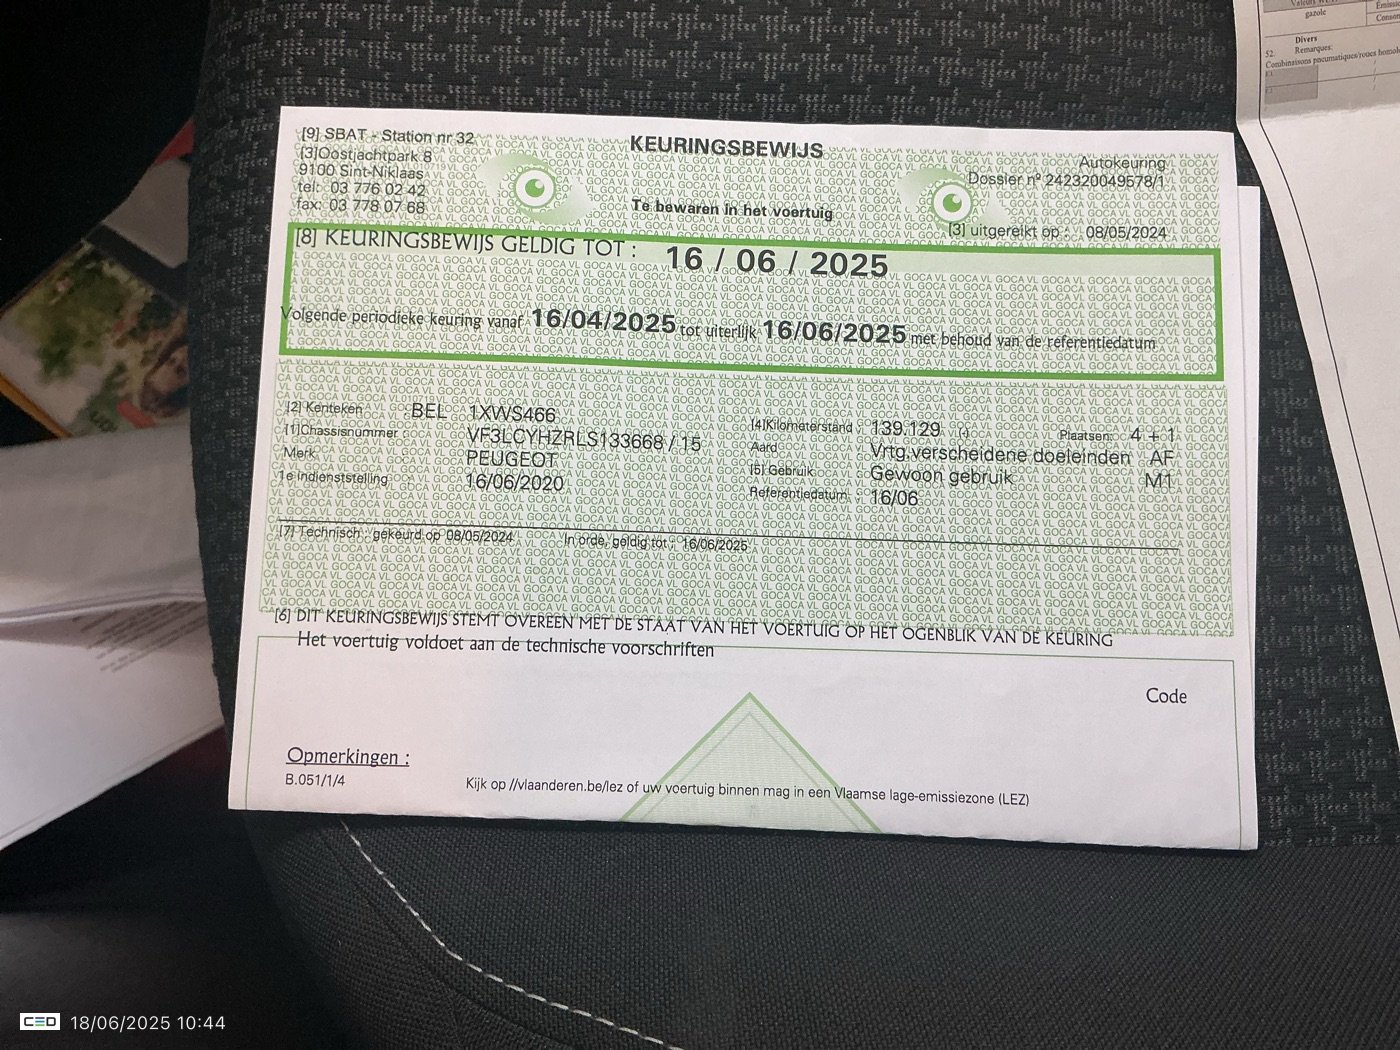 [9] SBAT - Station nr 32
[3]Oostjachtpark 8
9100 Sint-Niklaas
tel: 03 776 02 42
fax: 03 778 07 68
KEURINGSBEWIJS
Te bewaren in het voertuig
Autokeuring
Dossier nº 242320049578/1
[3] uitgereikt op : 08/05/2024
[8] KEURINGSBEWIJS GELDIG TOT : 16 / 06 / 2025
Volgende periodieke keuring vanaf 16/04/2025 tot uiterlijk 16/06/2025 met behoud van de referentiedatum
[2] Kenteken : BEL 1XWS466
[1]Chassisnummer : VF3LCYHZRLS133668 / 15
Merk : PEUGEOT
1e indienststelling : 16/06/2020
[4]Kilometerstand : 139.129 (-) Plaatsen: 4 + 1
Aard : Vrtg.verscheidene doeleinden AF
[5] Gebruik : Gewoon gebruik M1
Referentiedatum : 16/06
[7] Technisch : gekeurd op 08/05/2024 In orde, geldig tot : 16/06/2025
[6] DIT KEURINGSBEWIJS STEMT OVEREEN MET DE STAAT VAN HET VOERTUIG OP HET OGENBLIK VAN DE KEURING
Het voertuig voldoet aan de technische voorschriften
Code
Opmerkingen :
B.051/1/4
Kijk op //vlaanderen.be/lez of uw voertuig binnen mag in een Vlaamse lage-emissiezone (LEZ)
gazole
Divers
52. Remarques:
Combinaisons pneumatiques/roues
CED 18/06/2025 10:44